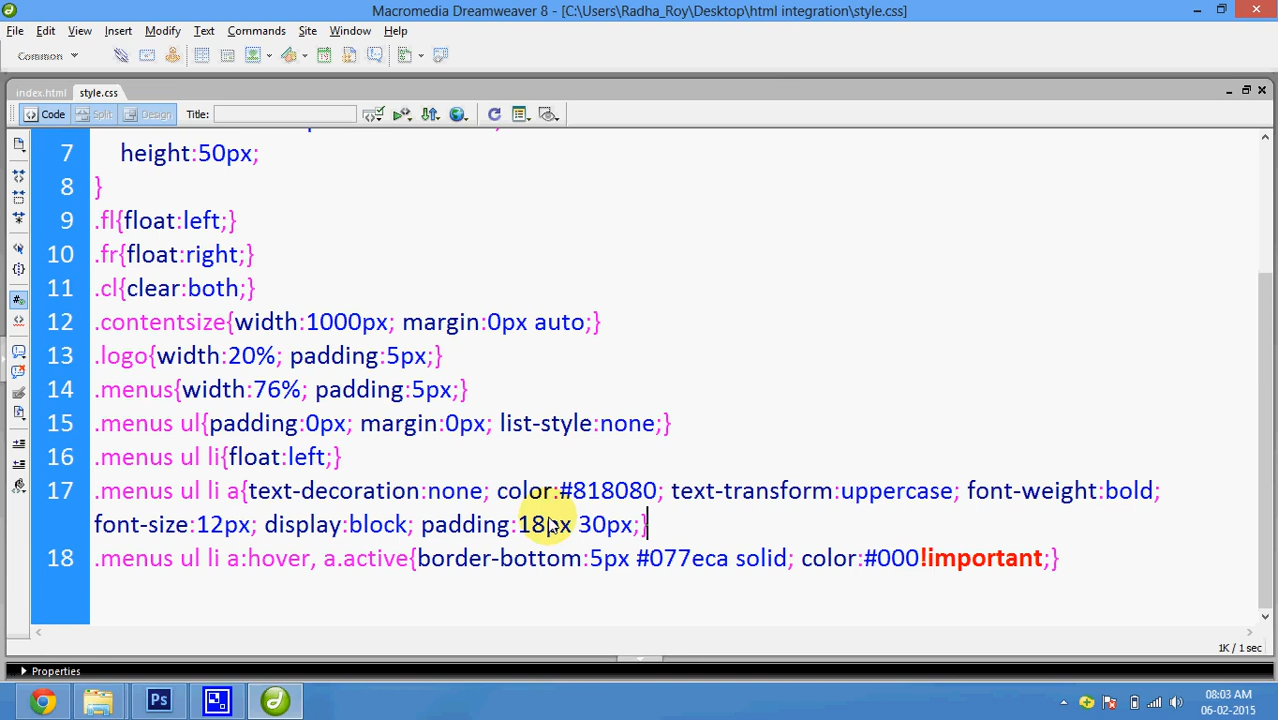 Macromedia Dreamweaver 8 - [C:\Users\Radha_Roy\Desktop\html integration\style.css]
File Edit View Insert Modify Text Commands Site Window Help
Common
index.html style.css
Code Split Design Title:
7 height:50px;
8 }
9 .fl{float:left;}
10 .fr{float:right;}
11 .cl{clear:both;}
12 .contentsize{width:1000px; margin:0px auto;}
13 .logo{width:20%; padding:5px;}
14 .menus{width:76%; padding:5px;}
15 .menus ul{padding:0px; margin:0px; list-style:none;}
16 .menus ul li{float:left;}
17 .menus ul li a{text-decoration:none; color:#818080; text-transform:uppercase; font-weight:bold;
font-size:12px; display:block; padding:18px 30px;}
18 .menus ul li a:hover, a.active{border-bottom:5px #077eca solid; color:#000!important;}
1K / 1 sec
Properties
Ps
08:03 AM
06-02-2015